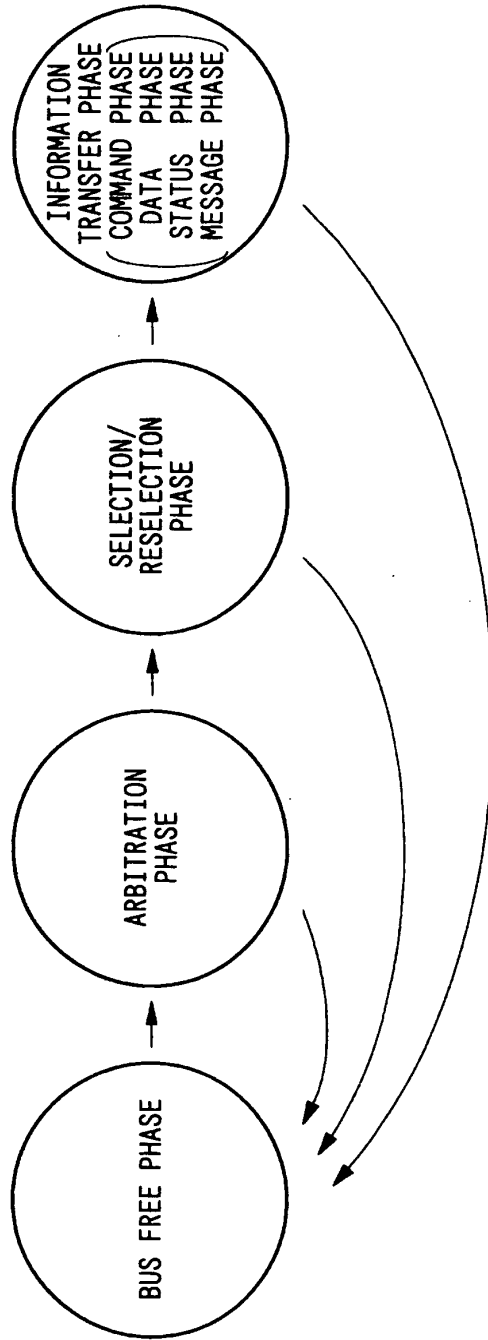 BUS FREE PHASE
ARBITRATION
PHASE
SELECTION/
RESELECTION
PHASE
INFORMATION
TRANSFER PHASE
COMMAND PHASE
DATA PHASE
STATUS PHASE
MESSAGE PHASE